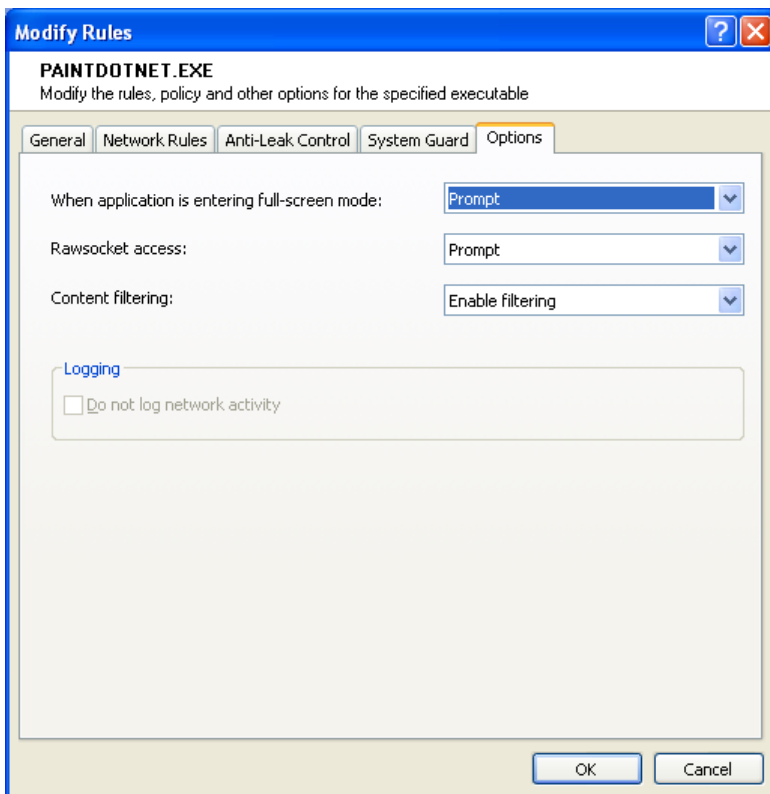 Modify Rules
PAINTDOTNET.EXE
Modify the rules, policy and other options for the specified executable
General Network Rules Anti-Leak Control System Guard Options
When application is entering full-screen mode: Prompt
Rawsocket access: Prompt
Content filtering: Enable filtering
Logging
Do not log network activity
OK Cancel